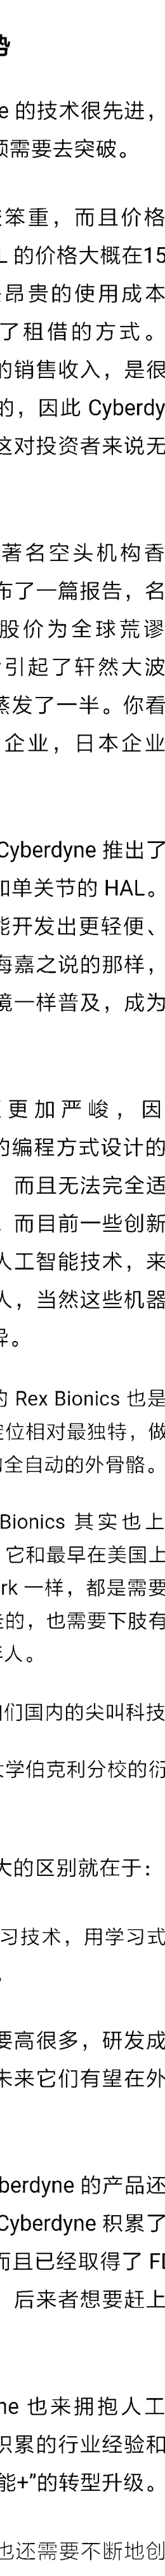 势
e 的技术很先进，
须需要去突破。
笨重，而且价格
L 的价格大概在15
昂贵的使用成本
了租借的方式。
的销售收入，是很
的，因此 Cyberdy
这对投资者来说无
著名空头机构香
布了一篇报告，名
股价为全球荒谬
引起了轩然大波
蒸发了一半。你看
企业，日本企业
Cyberdyne 推出了
和单关节的 HAL。
能开发出更轻便、
海嘉之说的那样，
境一样普及，成为
更加严峻，因
的编程方式设计的
而且无法完全适
而目前一些创新
人工智能技术，来
人，当然这些机器
异。
的 Rex Bionics 也是
定位相对最独特，做
全自动的外骨骼。
Bionics 其实也上
它和最早在美国上
rk 一样，都是需要
走的，也需要下肢有
人。
们国内的尖叫科技
大学伯克利分校的衍
大的区别就在于：
习技术，用学习式
。
要高很多，研发成
未来它们有望在外
berdyne 的产品还
Cyberdyne 积累了
而且已经取得了 FD
后来者想要赶上
ne 也来拥抱人工
积累的行业经验和
能+”的转型升级。
也还需要不断地创